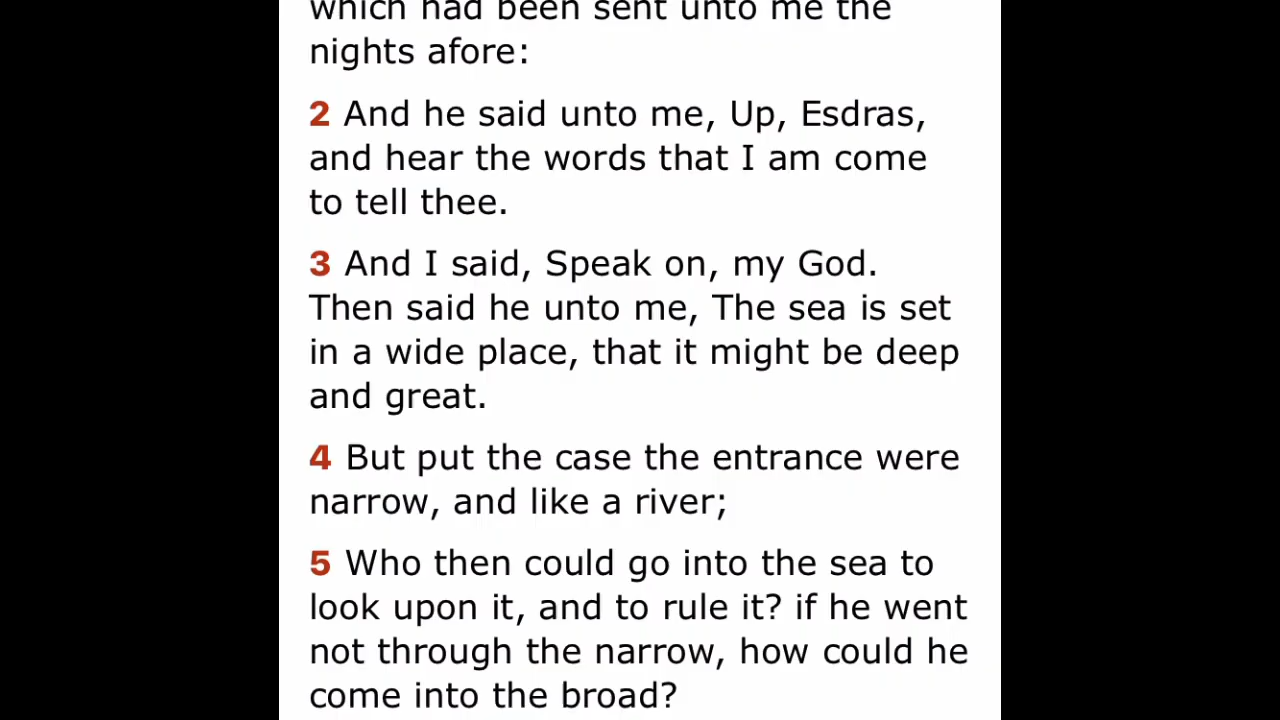 which had been sent unto me the
nights afore:
2 And he said unto me, Up, Esdras,
and hear the words that I am come
to tell thee.
3 And I said, Speak on, my God.
Then said he unto me, The sea is set
in a wide place, that it might be deep
and great.
4 But put the case the entrance were
narrow, and like a river;
5 Who then could go into the sea to
look upon it, and to rule it? if he went
not through the narrow, how could he
come into the broad?